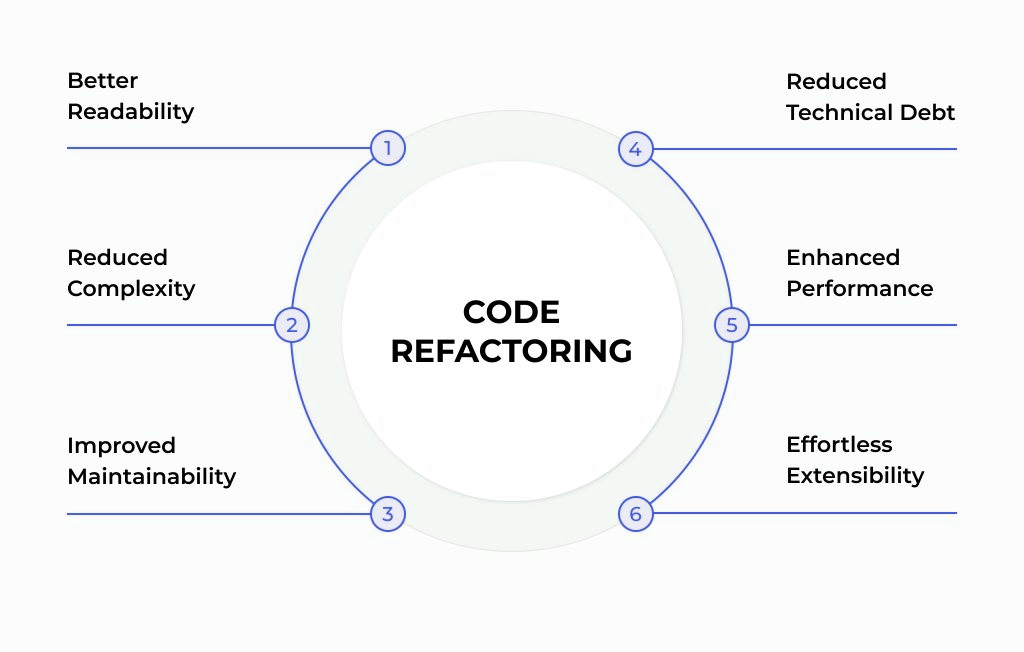 Better
Readability
1
Reduced
Complexity
2
Improved
Maintainability
3
CODE
REFACTORING
4
Reduced
Technical Debt
5
Enhanced
Performance
6
Effortless
Extensibility